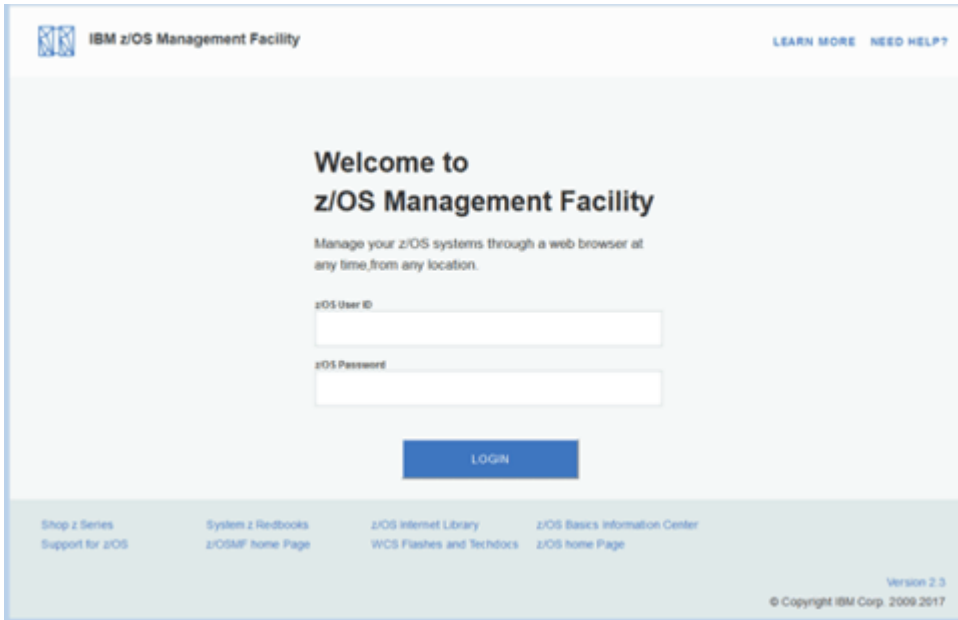 IBM z/OS Management Facility
LEARN MORE NEED HELP?
Welcome to
z/OS Management Facility
Manage your z/OS systems through a web browser at
any time,from any location.
z/OS User ID
z/OS Password
LOGIN
Shop z Series System z Redbooks z/OS Internet Library z/OS Basics Information Center
Support for z/OS z/OSMF home Page WCS Flashes and Techdocs z/OS home Page
Version 2.3
© Copyright IBM Corp. 2009.2017